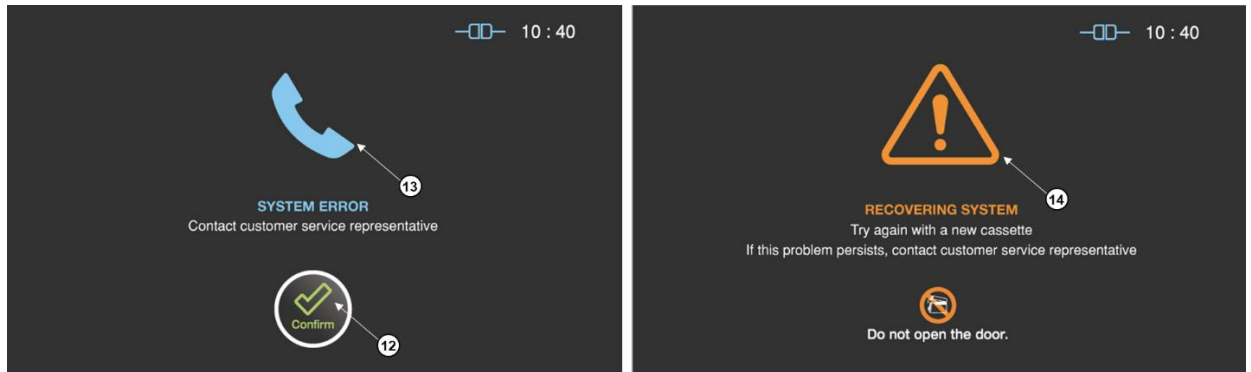 10 : 40
13
SYSTEM ERROR
Contact customer service representative
Confirm
12
10 : 40
14
RECOVERING SYSTEM
Try again with a new cassette
If this problem persists, contact customer service representative
Do not open the door.